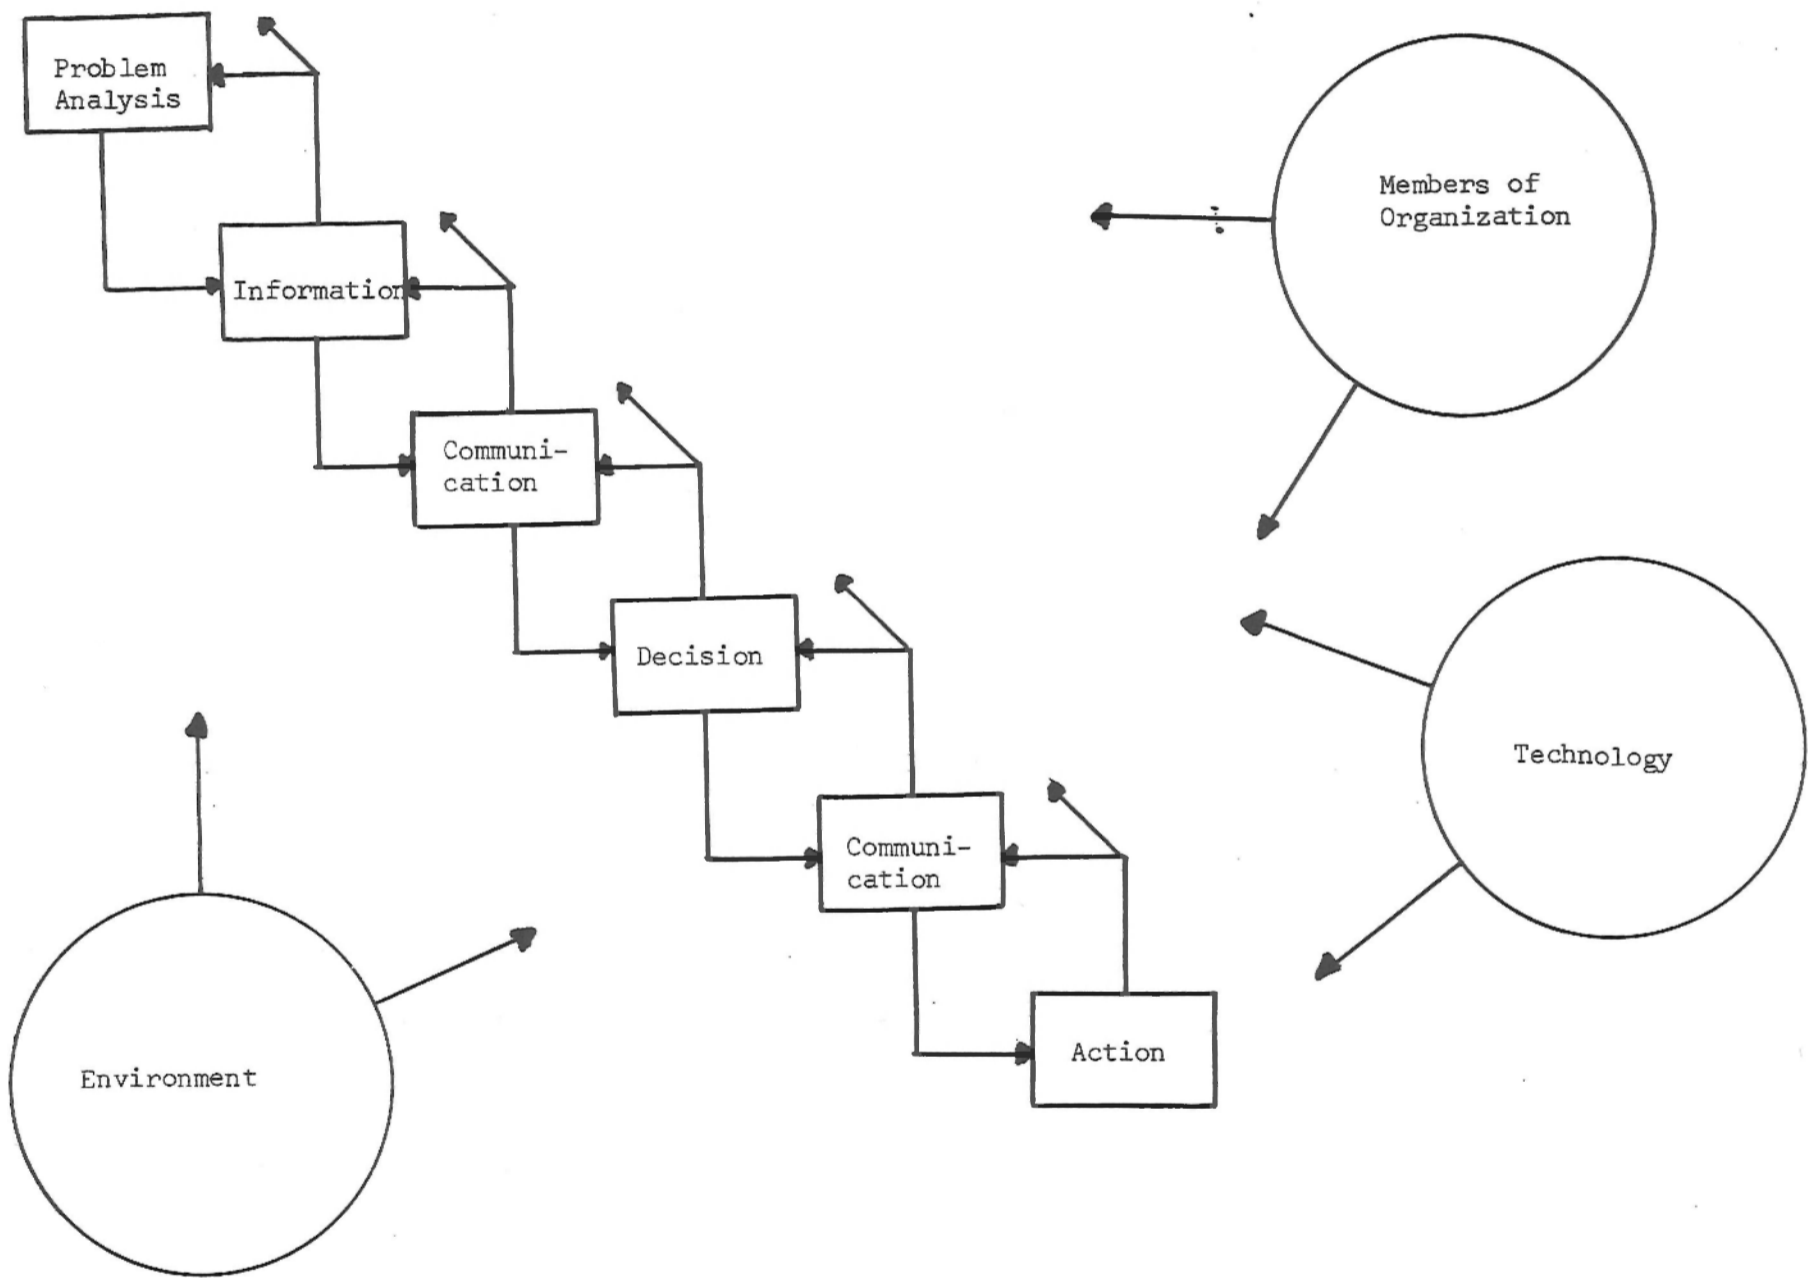 Problem
Analysis
Information
Communi-
cation
Decision
Communi-
cation
Action
Members of
Organization
Technology
Environment